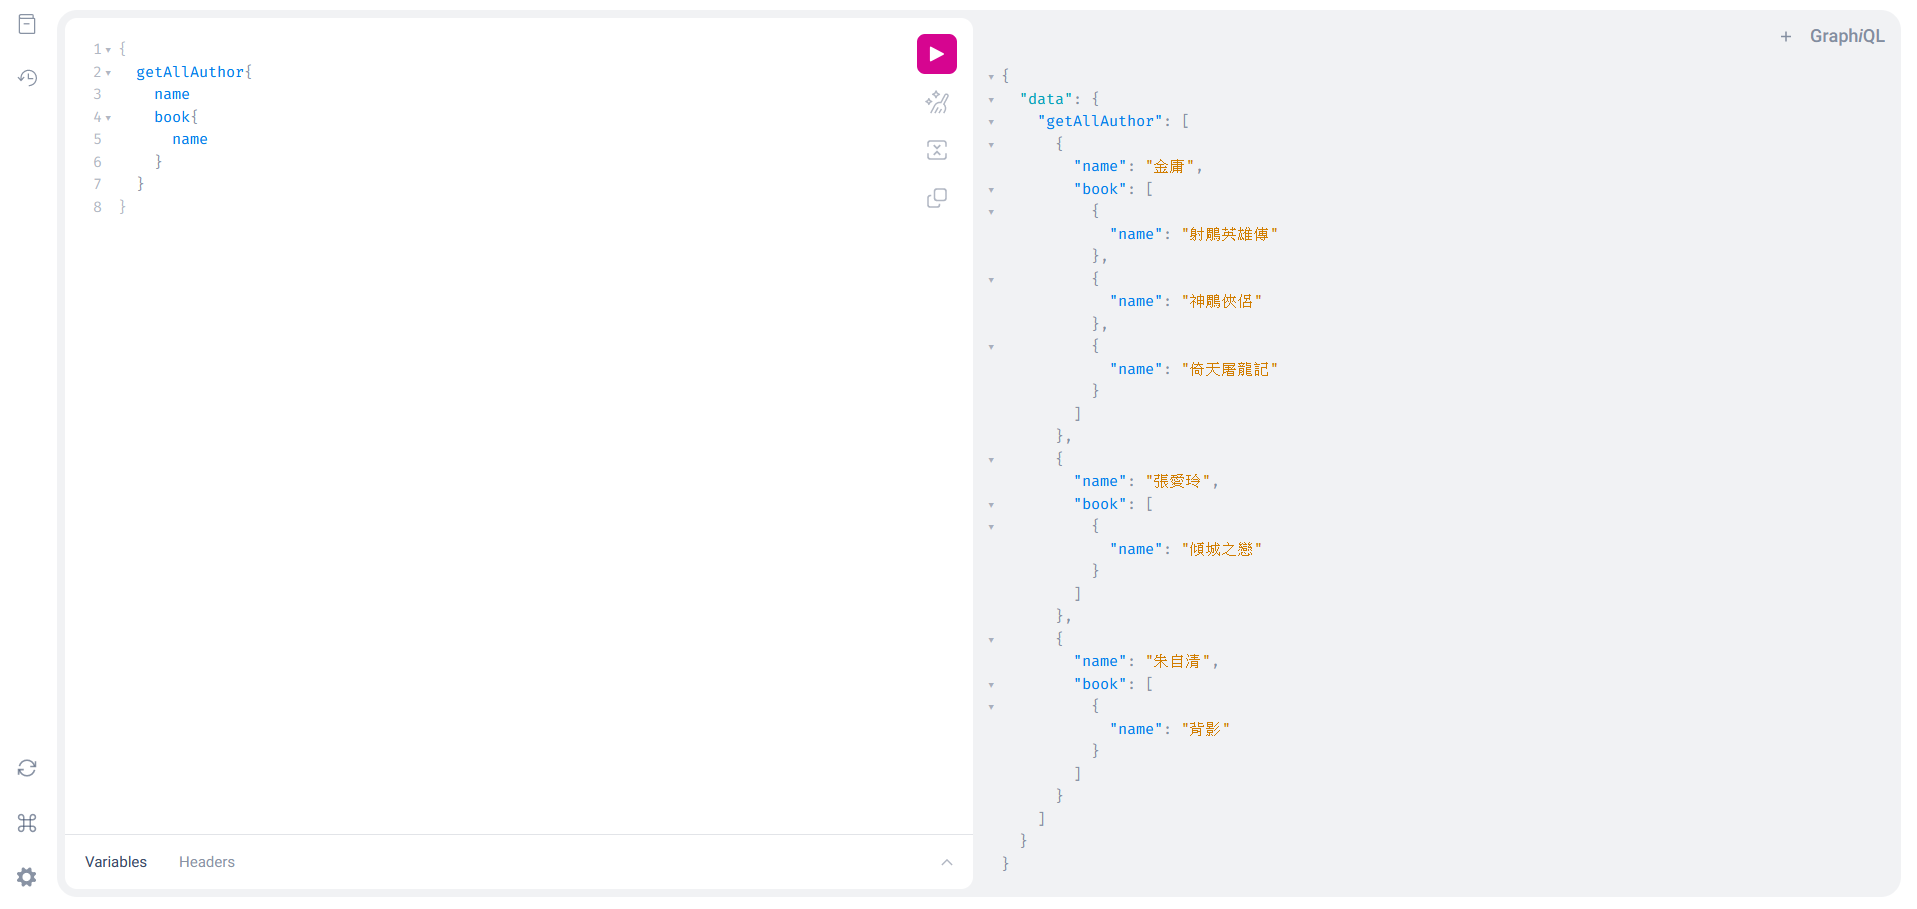 1 {
2   getAllAuthor{
3     name
4     book{
5       name
6     }
7   }
8 }
Variables Headers
+ GraphiQL
{
  "data": {
    "getAllAuthor": [
      {
        "name": "金庸",
        "book": [
          {
            "name": "射鵰英雄傳"
          },
          {
            "name": "神鵰俠侶"
          },
          {
            "name": "倚天屠龍記"
          }
        ]
      },
      {
        "name": "張愛玲",
        "book": [
          {
            "name": "傾城之戀"
          }
        ]
      },
      {
        "name": "朱自清",
        "book": [
          {
            "name": "背影"
          }
        ]
      }
    ]
  }
}